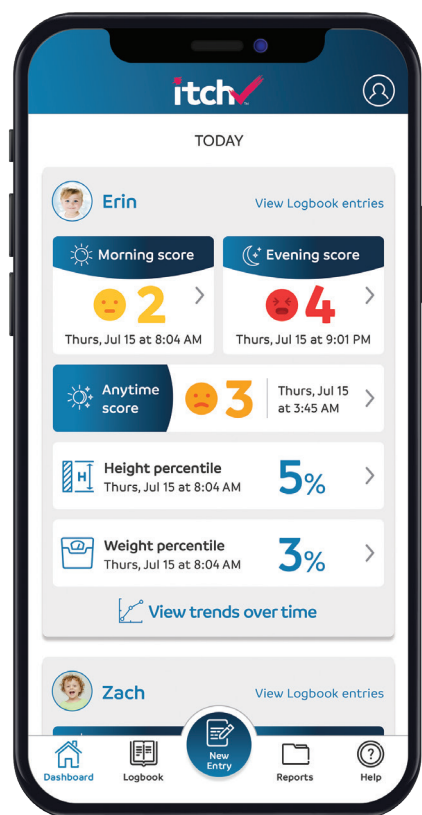 itch
TM
TODAY
Erin
View Logbook entries
Morning score
2
Thurs, Jul 15 at 8:04 AM
Evening score
4
Thurs, Jul 15 at 9:01 PM
Anytime
score
3
Thurs, Jul 15
at 3:45 AM
H
Height percentile
Thurs, Jul 15 at 8:04 AM
5%
Weight percentile
Thurs, Jul 15 at 8:04 AM
3%
View trends over time
Zach
View Logbook entries
Dashboard
Logbook
New
Entry
Reports
?
Help